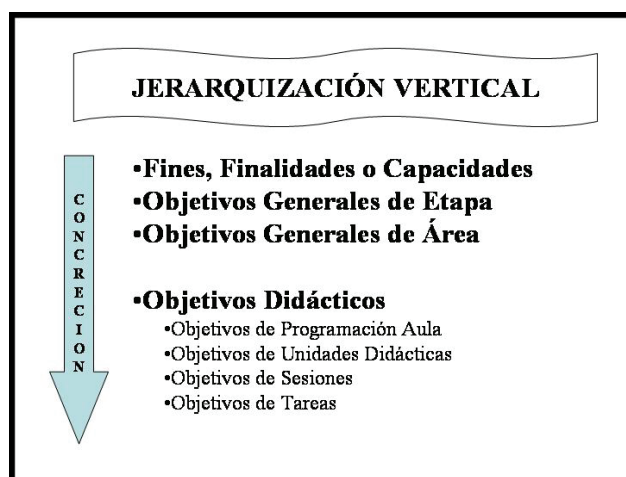 JERARQUIZACIÓN VERTICAL
CONCRECION
•Fines, Finalidades o Capacidades
•Objetivos Generales de Etapa
•Objetivos Generales de Área
•Objetivos Didácticos
•Objetivos de Programación Aula
•Objetivos de Unidades Didácticas
•Objetivos de Sesiones
•Objetivos de Tareas